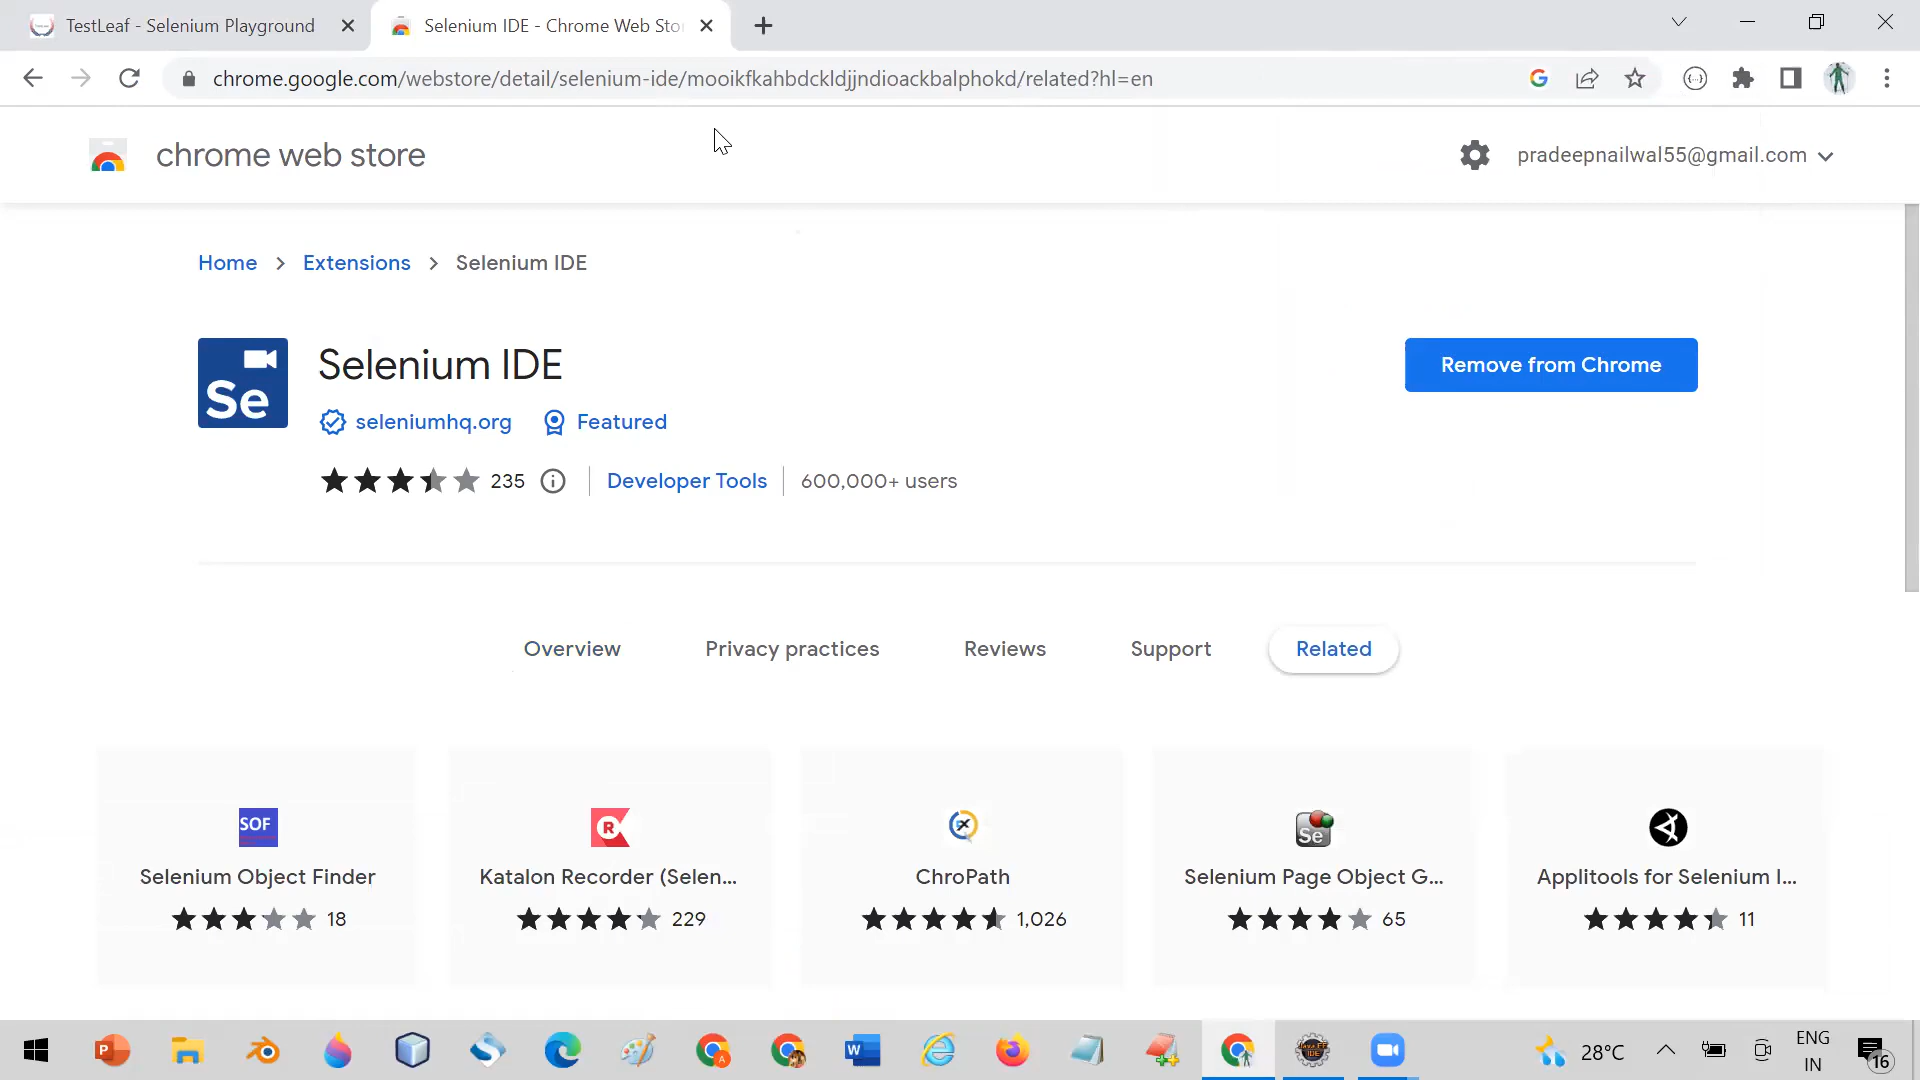 TestLeaf - Selenium Playground
Selenium IDE - Chrome Web Sto
chrome.google.com/webstore/detail/selenium-ide/mooikfkahbdckldjjndioackbalphokd/related?hl=en
chrome web store
pradeepnailwal55@gmail.com
Home > Extensions > Selenium IDE
Se
Selenium IDE
Remove from Chrome
seleniumhq.org Featured
235 Developer Tools 600,000+ users
Overview Privacy practices Reviews Support Related
SOF R Se
Selenium Object Finder Katalon Recorder (Selen... ChroPath Selenium Page Object G... Applitools for Selenium I...
18 229 1,026 65 11
28°C
ENG
IN
16